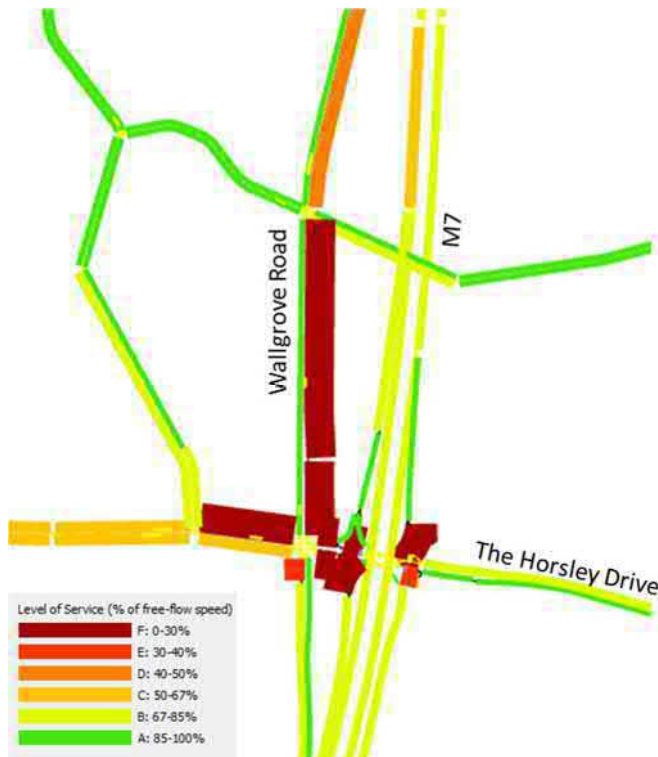 M7
Wallgrove Road
The Horsley Drive
Level of Service (% of free-flow speed)
F: 0-30%
E: 30-40%
D: 40-50%
C: 50-67%
B: 67-85%
A: 85-100%